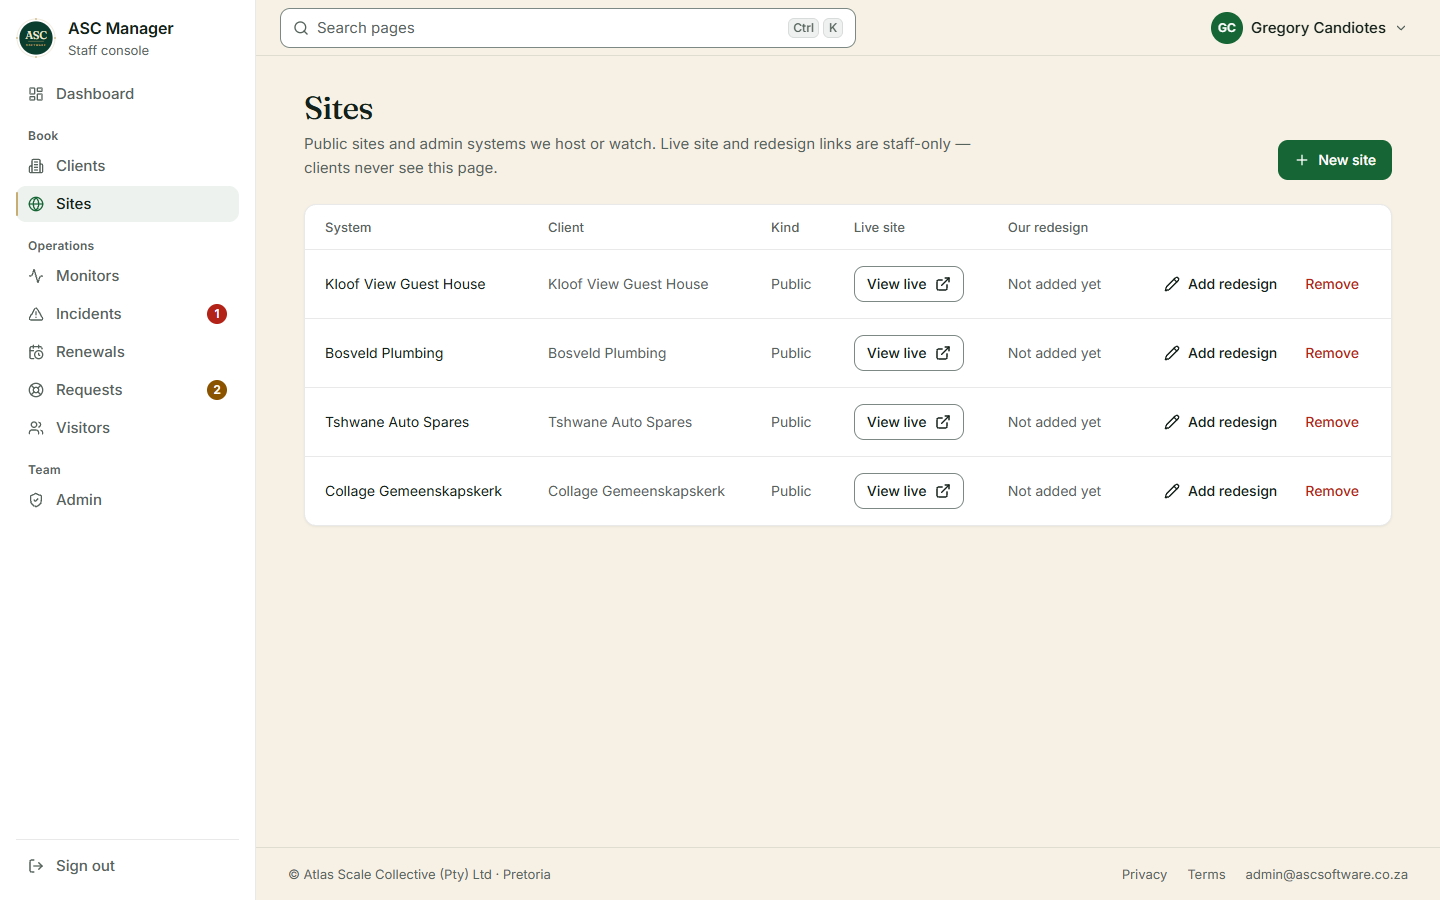 ASC
SOFTWARE
ASC Manager
Staff console
Dashboard
Book
Clients
Sites
Operations
Monitors
Incidents 1
Renewals
Requests 2
Visitors
Team
Admin
Sign out
Search pages Ctrl K
GC Gregory Candiotes
Sites
Public sites and admin systems we host or watch. Live site and redesign links are staff-only —
clients never see this page.
New site
System Client Kind Live site Our redesign
Kloof View Guest House Kloof View Guest House Public View live Not added yet Add redesign Remove
Bosveld Plumbing Bosveld Plumbing Public View live Not added yet Add redesign Remove
Tshwane Auto Spares Tshwane Auto Spares Public View live Not added yet Add redesign Remove
Collage Gemeenskapskerk Collage Gemeenskapskerk Public View live Not added yet Add redesign Remove
© Atlas Scale Collective (Pty) Ltd · Pretoria
Privacy Terms admin@ascsoftware.co.za